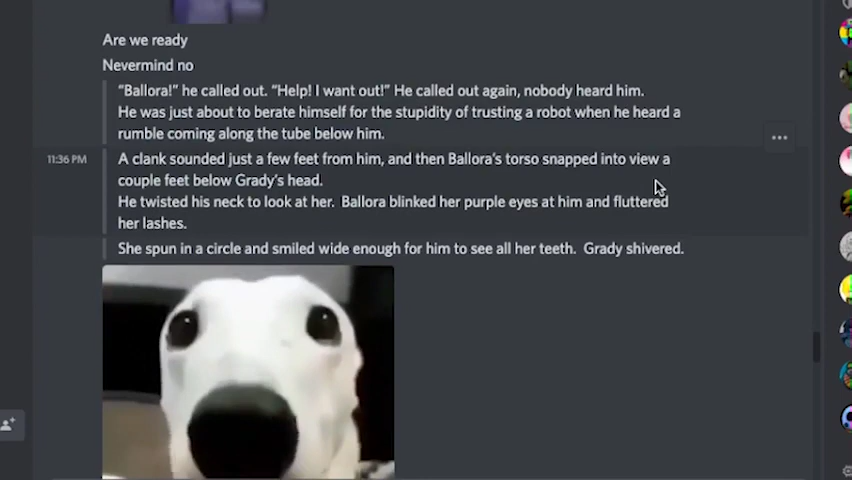 Are we ready
Nevermind no
“Ballora!” he called out. “Help! I want out!” He called out again, nobody heard him.
He was just about to berate himself for the stupidity of trusting a robot when he heard a
rumble coming along the tube below him.
11:36 PM
A clank sounded just a few feet from him, and then Ballora’s torso snapped into view a
couple feet below Grady’s head.
He twisted his neck to look at her. Ballora blinked her purple eyes at him and fluttered
her lashes.
She spun in a circle and smiled wide enough for him to see all her teeth. Grady shivered.